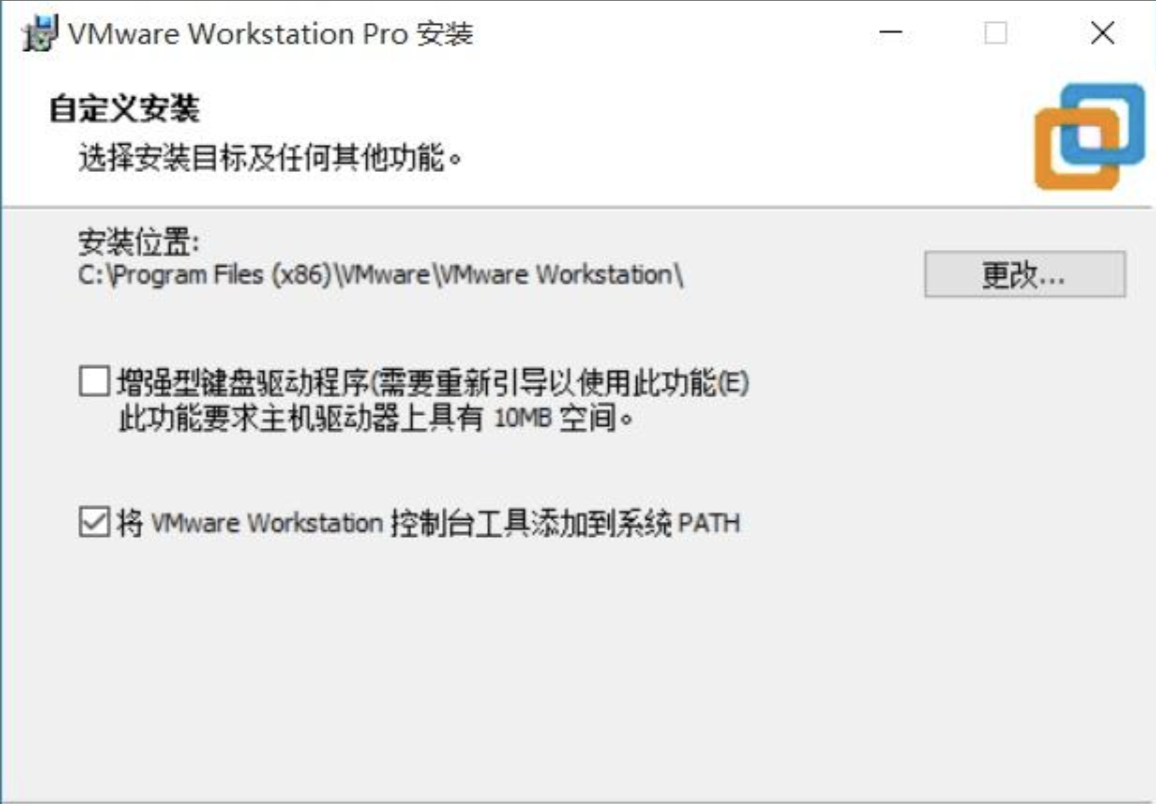 VMware Workstation Pro 安装
自定义安装
选择安装目标及任何其他功能。
安装位置:
C:\Program Files (x86)\VMware\VMware Workstation\
更改...
增强型键盘驱动程序(需要重新引导以使用此功能(E)
此功能要求主机驱动器上具有 10MB 空间。
将 VMware Workstation 控制台工具添加到系统 PATH